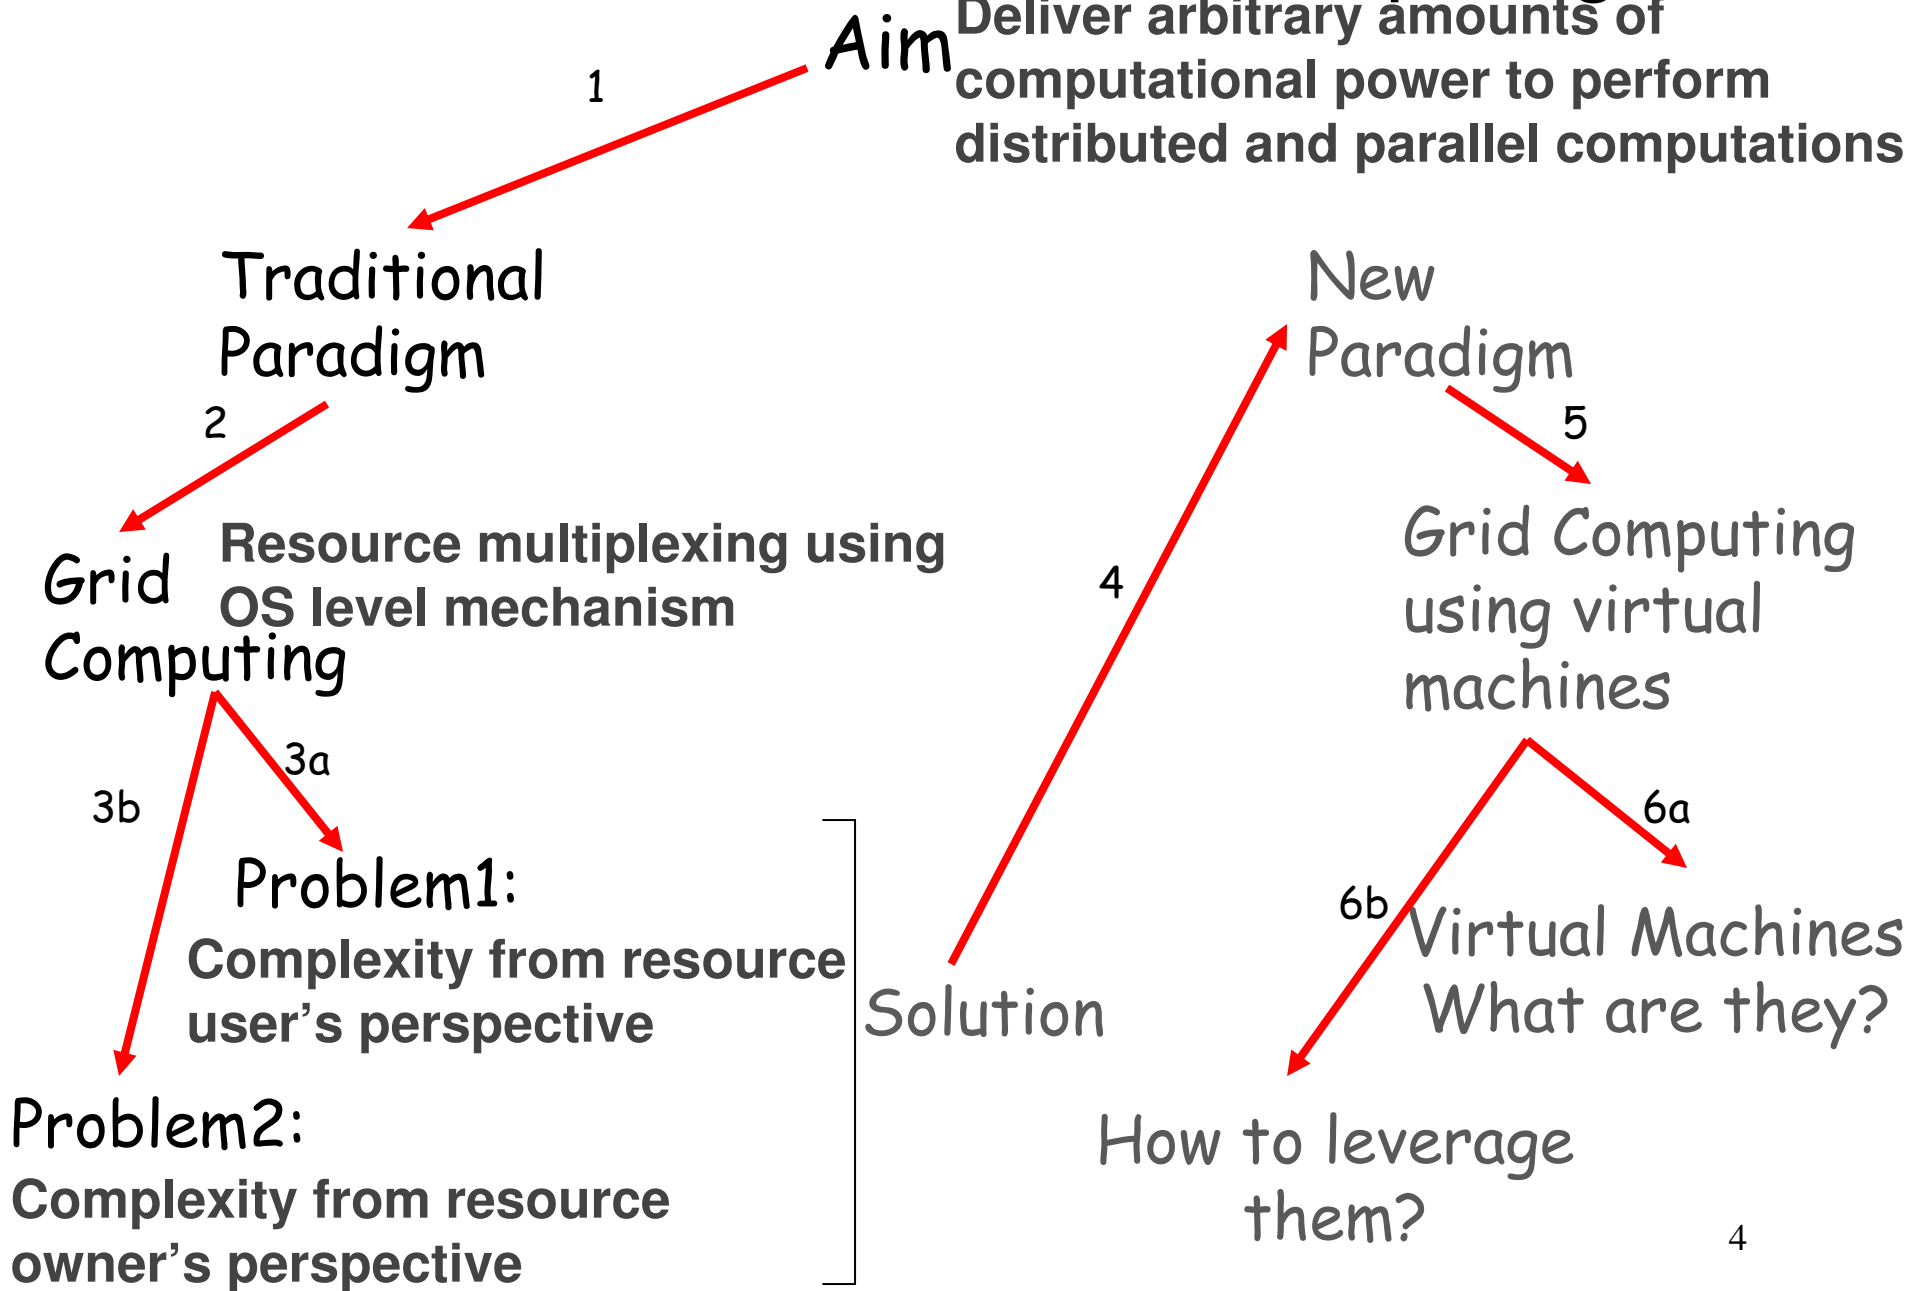 Aim
Deliver arbitrary amounts of
computational power to perform
distributed and parallel computations
1
Traditional
Paradigm
2
Grid
Computing
Resource multiplexing using
OS level mechanism
3a
3b
Problem1:
Complexity from resource
user’s perspective
Problem2:
Complexity from resource
owner’s perspective
Solution
4
New
Paradigm
5
Grid Computing
using virtual
machines
6a
6b
Virtual Machines
What are they?
How to leverage
them?
4